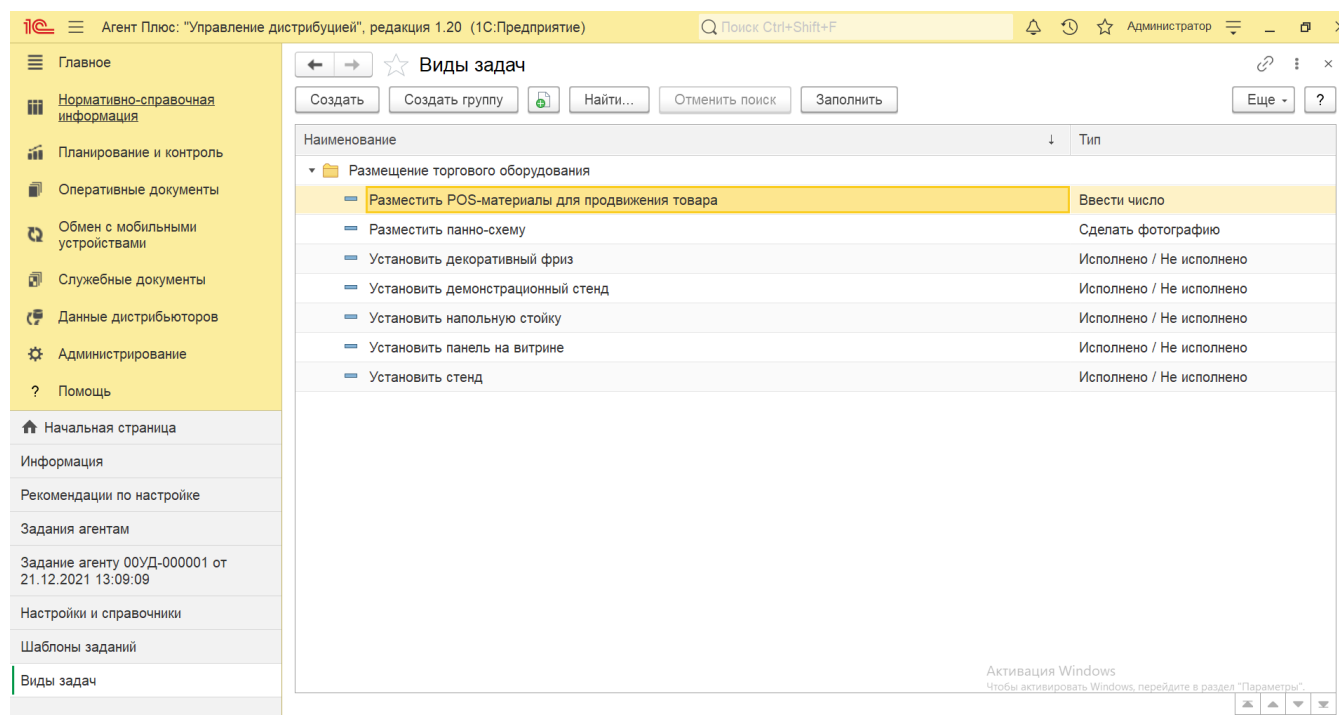 Агент Плюс: "Управление дистрибуцией", редакция 1.20 (1С:Предприятие)
Поиск Ctrl+Shift+F
Администратор
Главное
Нормативно-справочная
информация
Планирование и контроль
Оперативные документы
Обмен с мобильными
устройствами
Служебные документы
Данные дистрибьюторов
Администрирование
? Помощь
Начальная страница
Информация
Рекомендации по настройке
Задания агентам
Задание агенту 00УД-000001 от
21.12.2021 13:09:09
Настройки и справочники
Шаблоны заданий
Виды задач
Виды задач
Создать Создать группу Найти... Отменить поиск Заполнить Еще ?
Наименование ↓ Тип
Размещение торгового оборудования
Разместить POS-материалы для продвижения товара Ввести число
Разместить панно-схему Сделать фотографию
Установить декоративный фриз Исполнено / Не исполнено
Установить демонстрационный стенд Исполнено / Не исполнено
Установить напольную стойку Исполнено / Не исполнено
Установить панель на витрине Исполнено / Не исполнено
Установить стенд Исполнено / Не исполнено
Активация Windows
Чтобы активировать Windows, перейдите в раздел "Параметры".